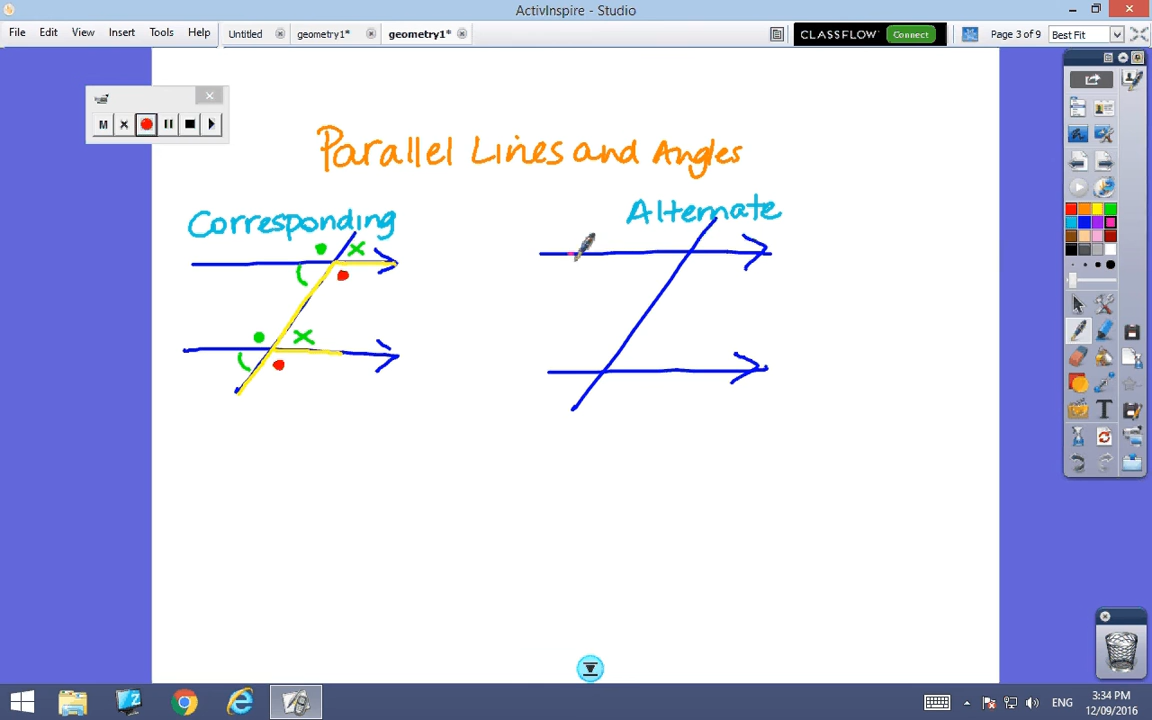 ActivInspire - Studio
File Edit View Insert Tools Help Untitled geometry1* geometry1* CLASSFLOW Connect Page 3 of 9 Best Fit
M
Parallel Lines and Angles
Corresponding
Alternate
x
x
T
ENG
3:34 PM
12/09/2016